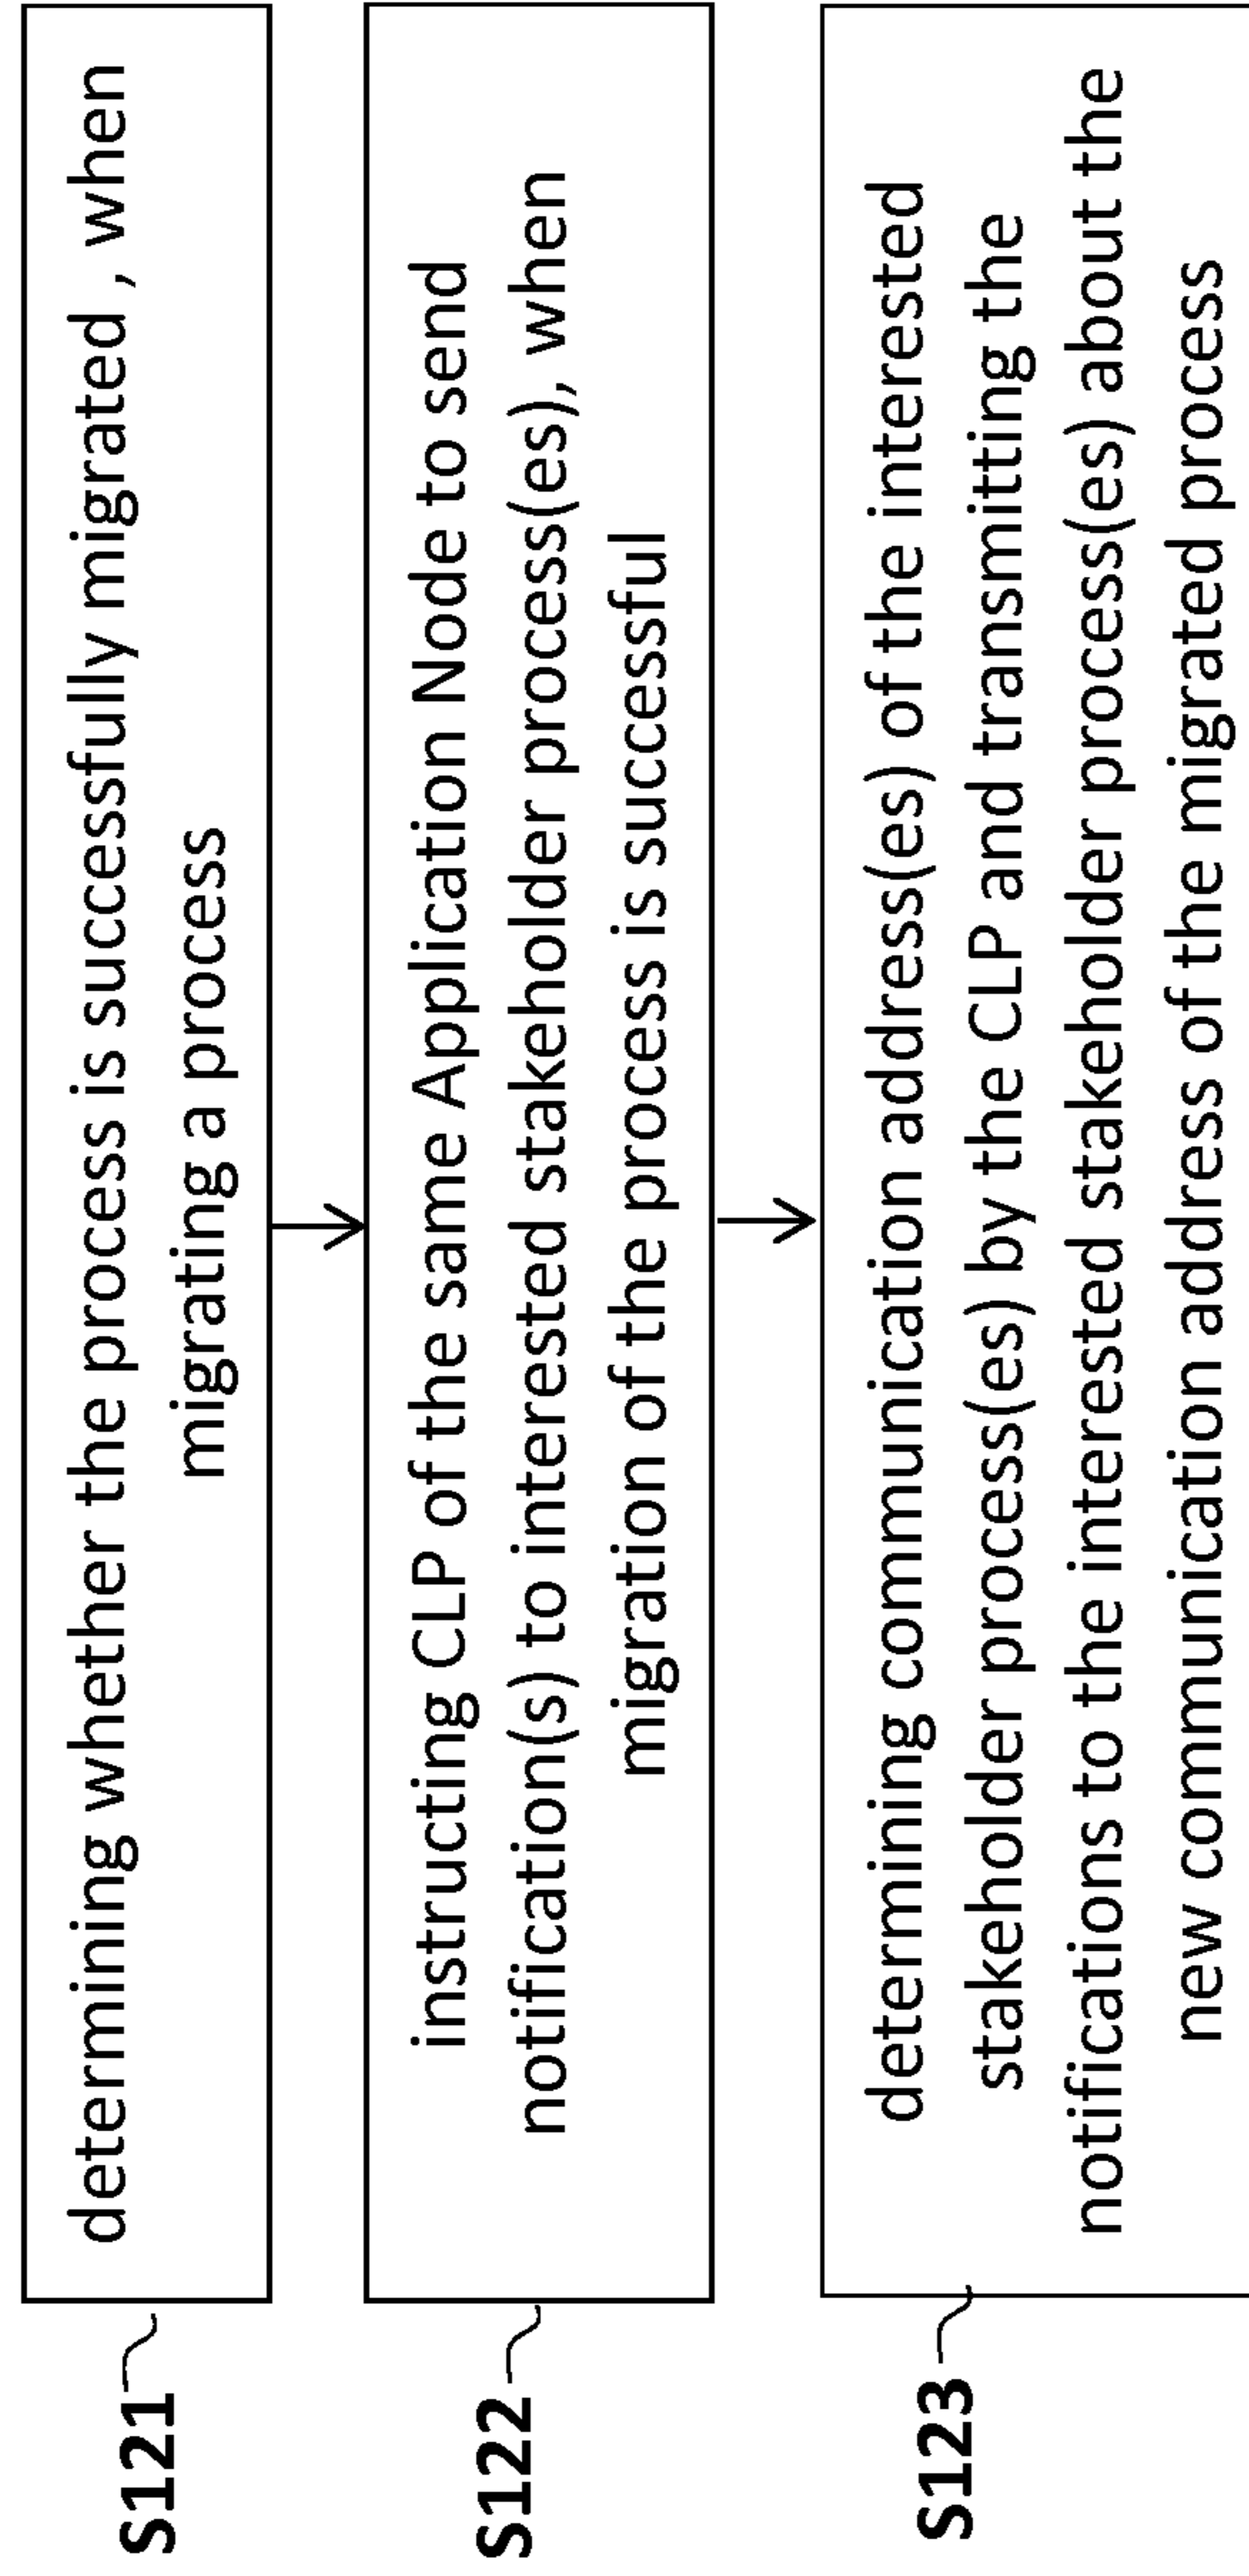 S121
determining whether the process is successfully migrated , when
migrating a process
S122
instructing CLP of the same Application Node to send
notification(s) to interested stakeholder process(es), when
migration of the process is successful
S123
determining communication address(es) of the interested
stakeholder process(es) by the CLP and transmitting the
notifications to the interested stakeholder process(es) about the
new communication address of the migrated process